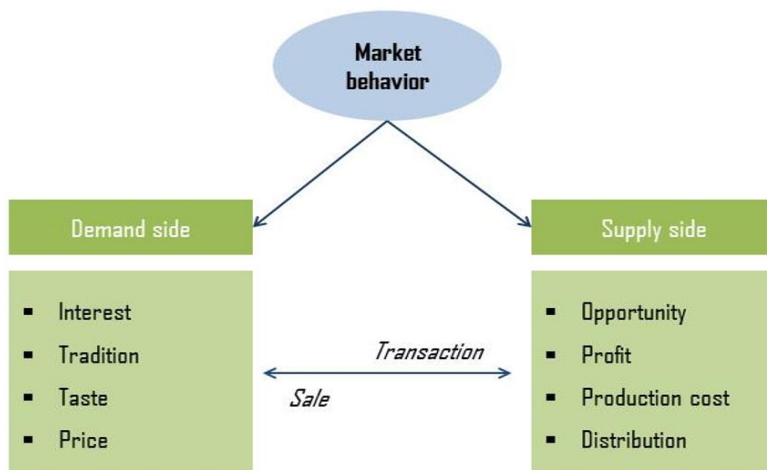 Market
behavior
Demand side
Supply side
▪ Interest
▪ Tradition
▪ Taste
▪ Price
Transaction
Sale
▪ Opportunity
▪ Profit
▪ Production cost
▪ Distribution